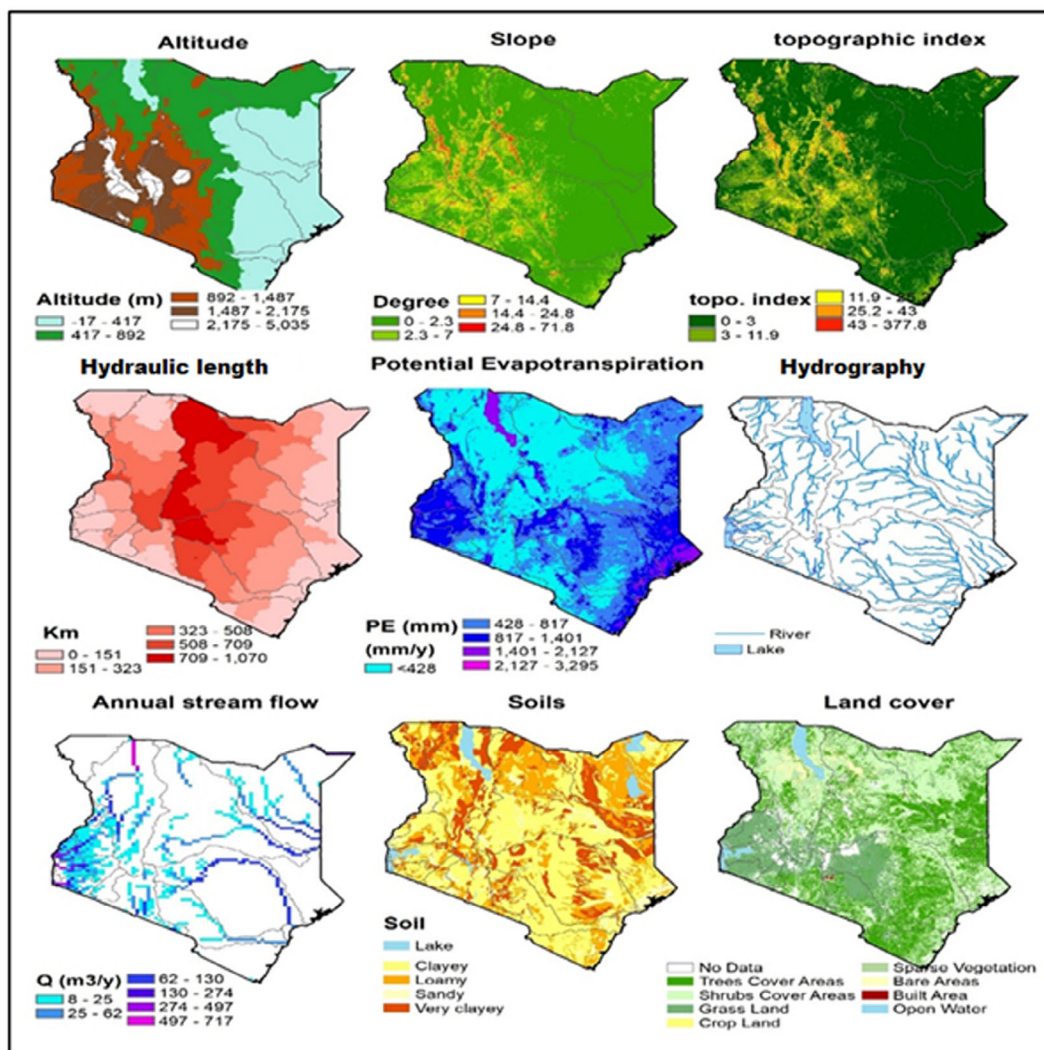 Altitude
Slope
topographic index
Altitude (m)
-17 - 417
417 - 892
892 - 1,487
1,487 - 2,175
2,175 - 5,035
Degree
0 - 2.3
2.3 - 7
7 - 14.4
14.4 - 24.8
24.8 - 71.8
topo. index
0 - 3
3 - 11.9
11.9 -
25.2 - 43
43 - 377.8
Hydraulic length
Potential Evapotranspiration
Hydrography
Km
0 - 151
151 - 323
323 - 508
508 - 709
709 - 1,070
PE (mm)
(mm/y)
<428
428 - 817
817 - 1,401
1,401 - 2,127
2,127 - 3,295
River
Lake
Annual stream flow
Soils
Land cover
Q (m3/y)
8 - 25
25 - 62
62 - 130
130 - 274
274 - 497
497 - 717
Soil
Lake
Clayey
Loamy
Sandy
Very clayey
No Data
Trees Cover Areas
Shrubs Cover Areas
Grass Land
Crop Land
Sparse Vegetation
Bare Areas
Built Area
Open Water